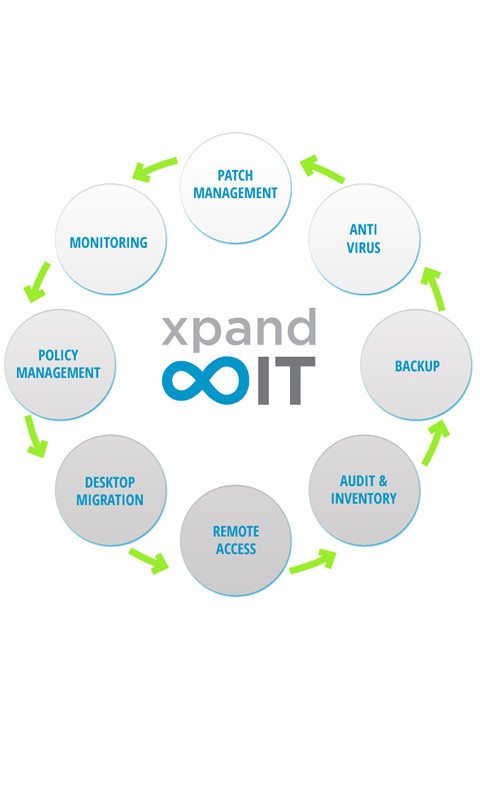 PATCH
MANAGEMENT
ANTI
VIRUS
MONITORING
xpand
IT
POLICY
MANAGEMENT
BACKUP
DESKTOP
MIGRATION
AUDIT &
INVENTORY
REMOTE
ACCESS